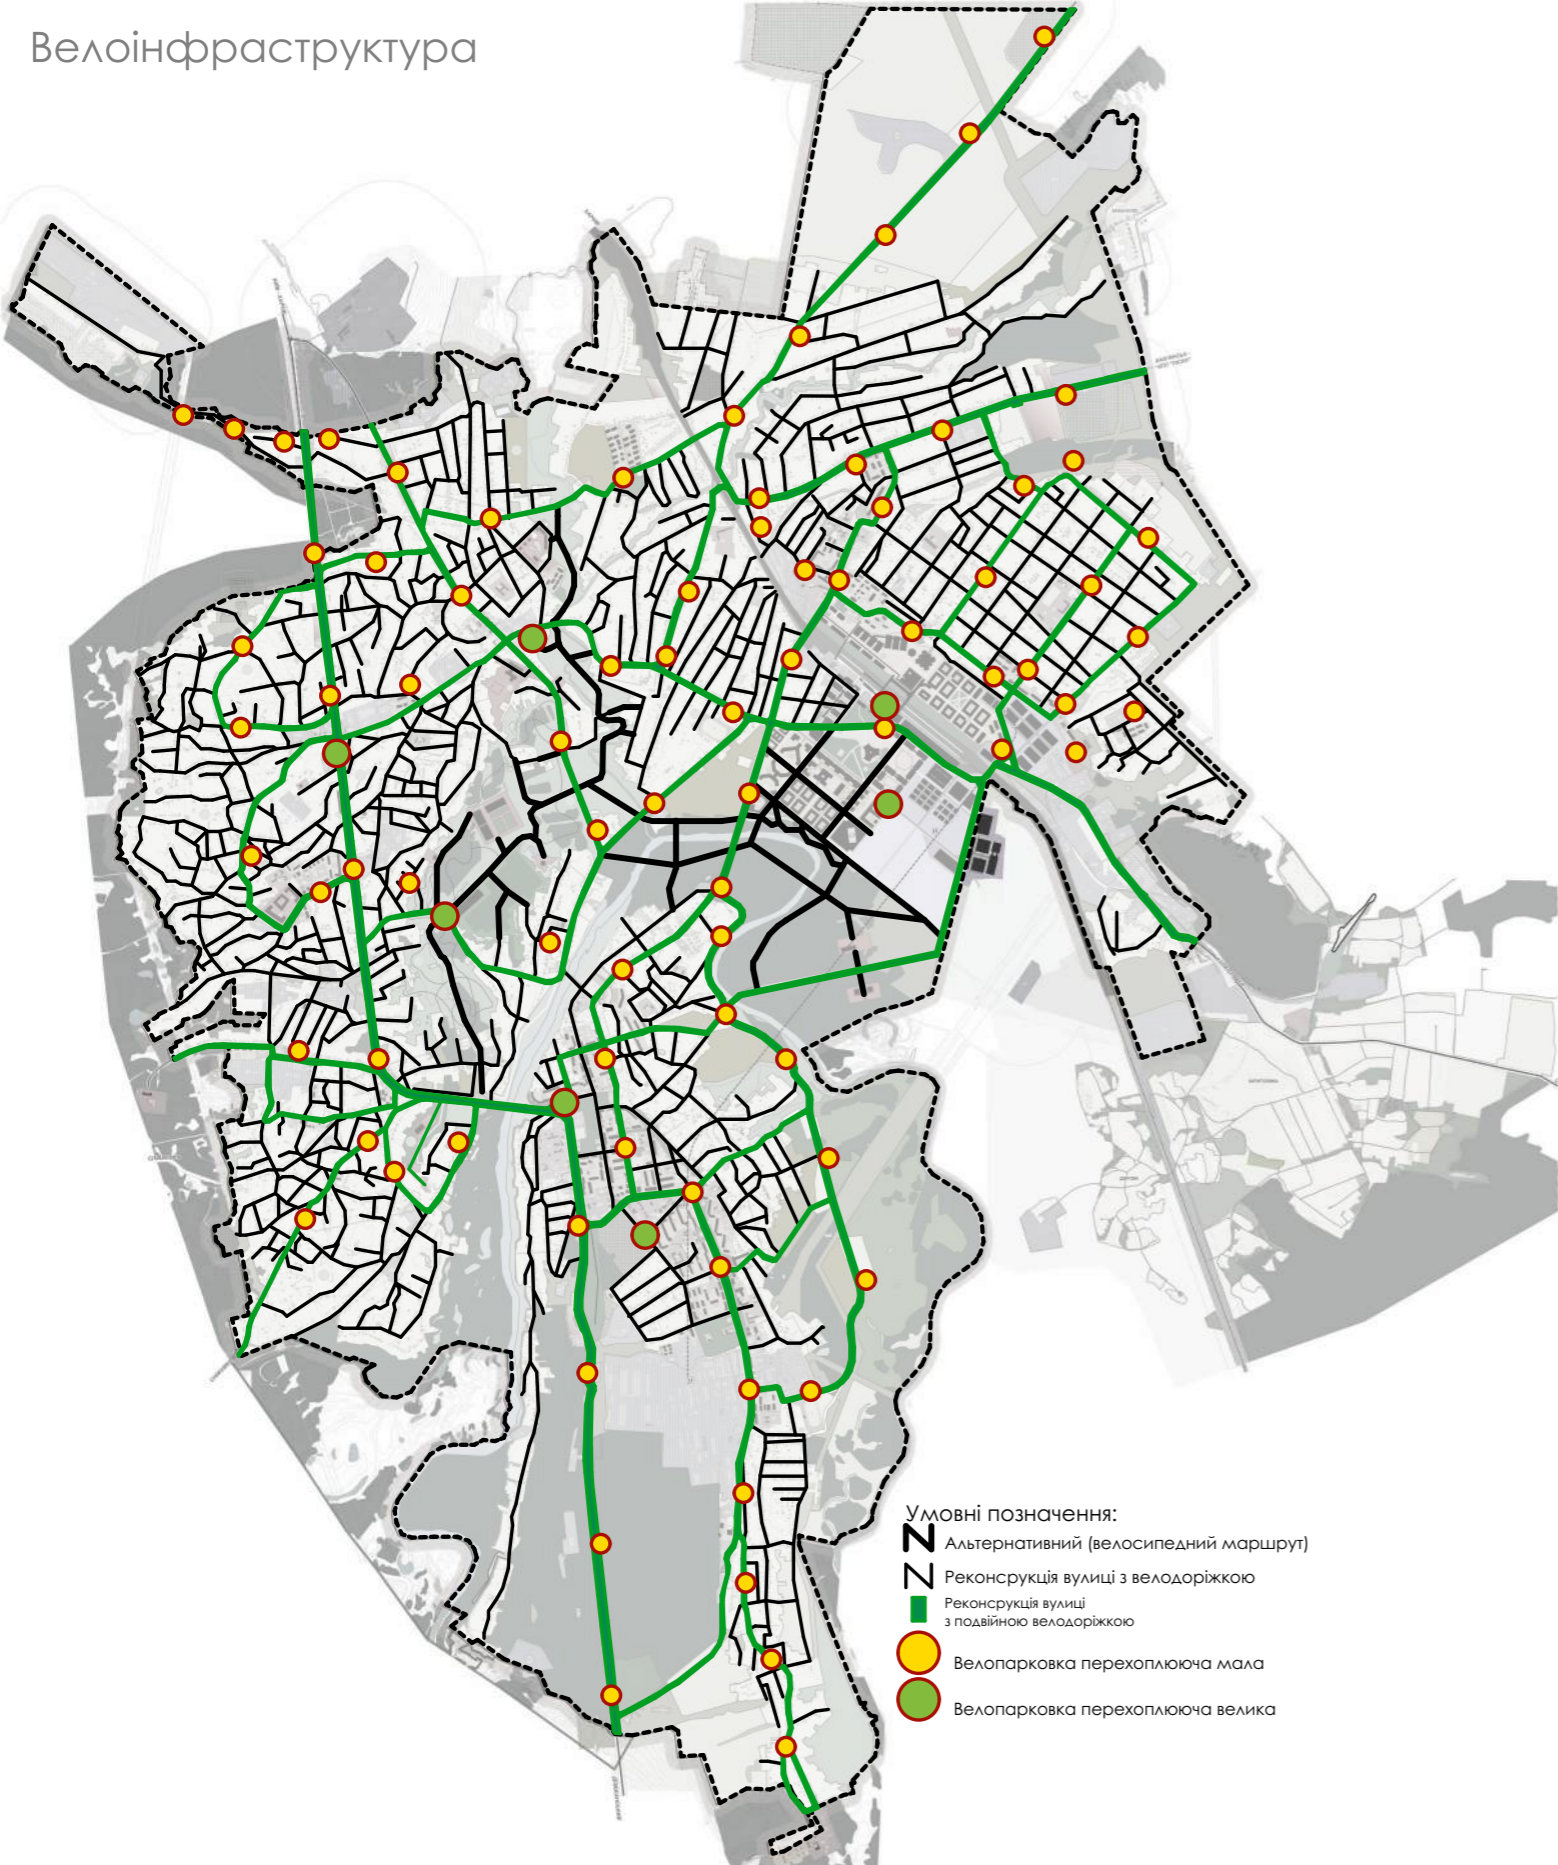 Велоінфраструктура
Умовні позначення:
Альтернативний (велосипедний маршрут)
Реконсрукція вулиці з велодоріжкою
Реконсрукція вулиці
з подвійною велодоріжкою
Велопарковка перехоплююча мала
Велопарковка перехоплююча велика